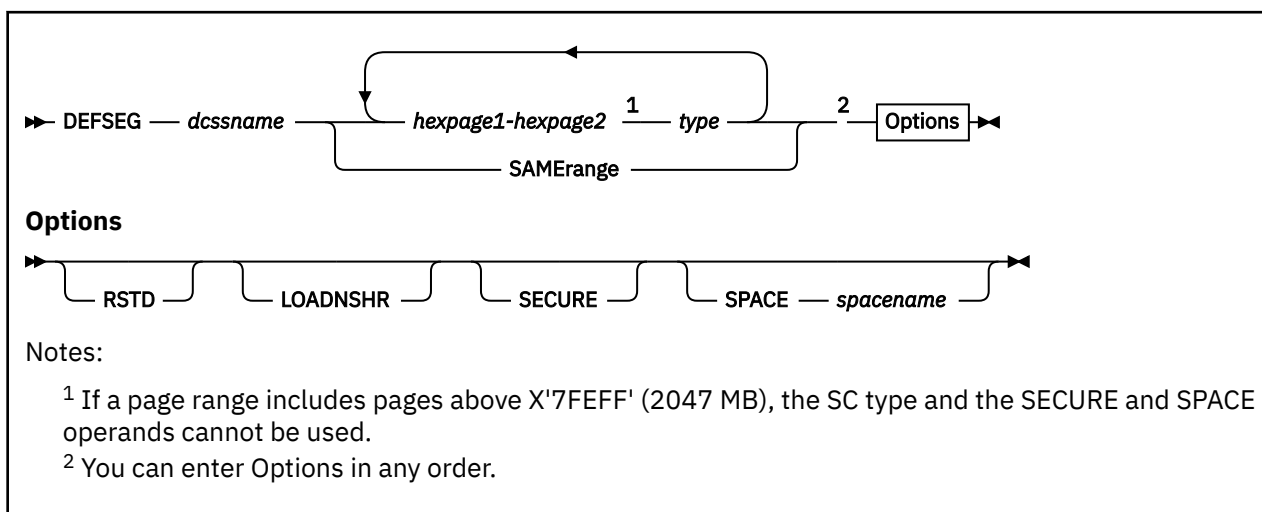 DEFSEG dcssname hexpage1-hexpage2 1 type 2 Options
SAMErange
Options
RSTD LOADNSHR SECURE SPACE spacename
Notes:
1 If a page range includes pages above X'7FEFF' (2047 MB), the SC type and the SECURE and SPACE
operands cannot be used.
2 You can enter Options in any order.